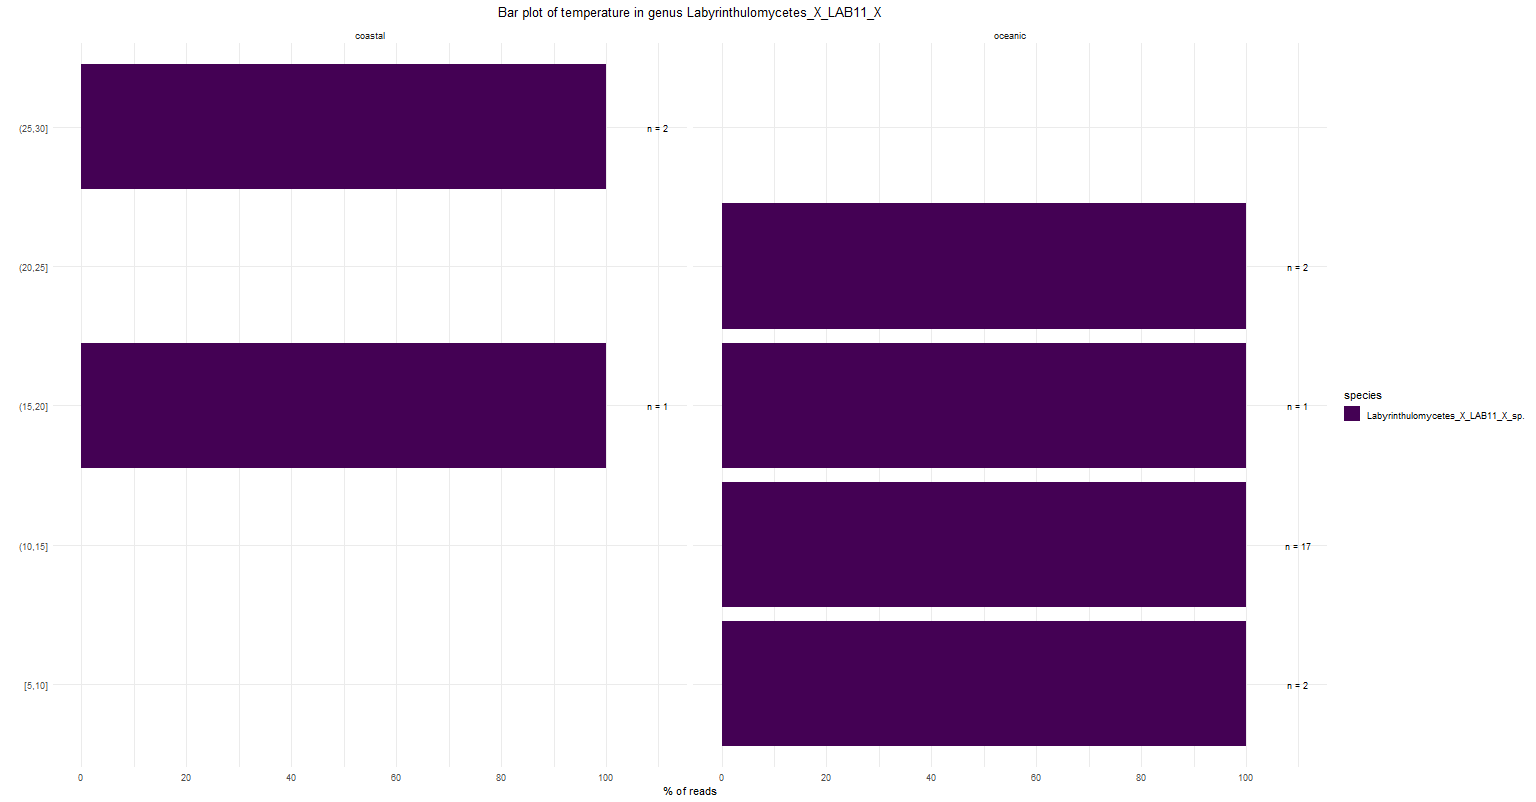 Bar plot of temperature in genus Labyrinthulomycetes_X_LAB11_X
coastal
oceanic
(25,30]
n = 2
(20,25]
n = 2
(15,20]
n = 1
n = 1
(10,15]
n = 17
[5,10]
n = 2
0 20 40 60 80 100
0 20 40 60 80 100
% of reads
species
Labyrinthulomycetes_X_LAB11_X_sp.